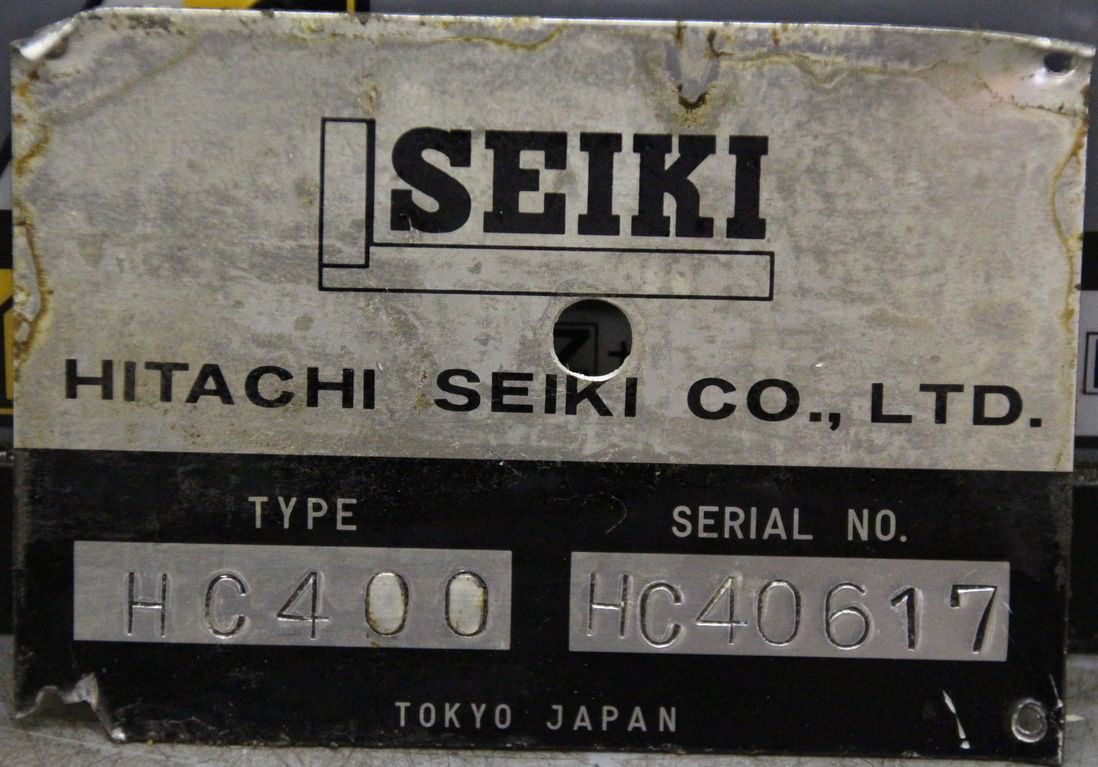 SEIKI
HITACHI SEIKI CO., LTD.
TYPE SERIAL NO.
HC400 HC40617
TOKYO JAPAN